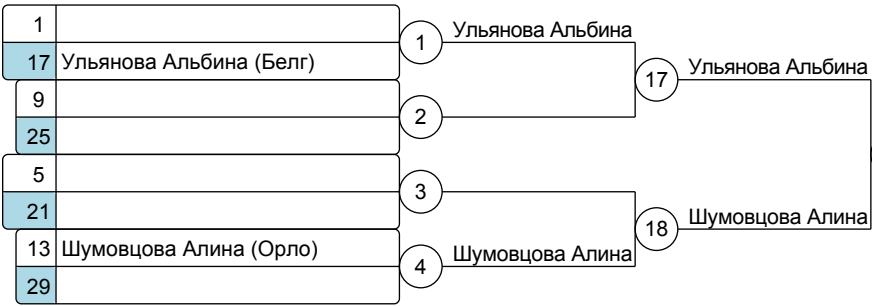 1
1 Ульянова Альбина
17 Ульянова Альбина (Белг)
17 Ульянова Альбина
9
2
25
5
3
21
18 Шумовцова Алина
13 Шумовцова Алина (Орло)
4 Шумовцова Алина
29